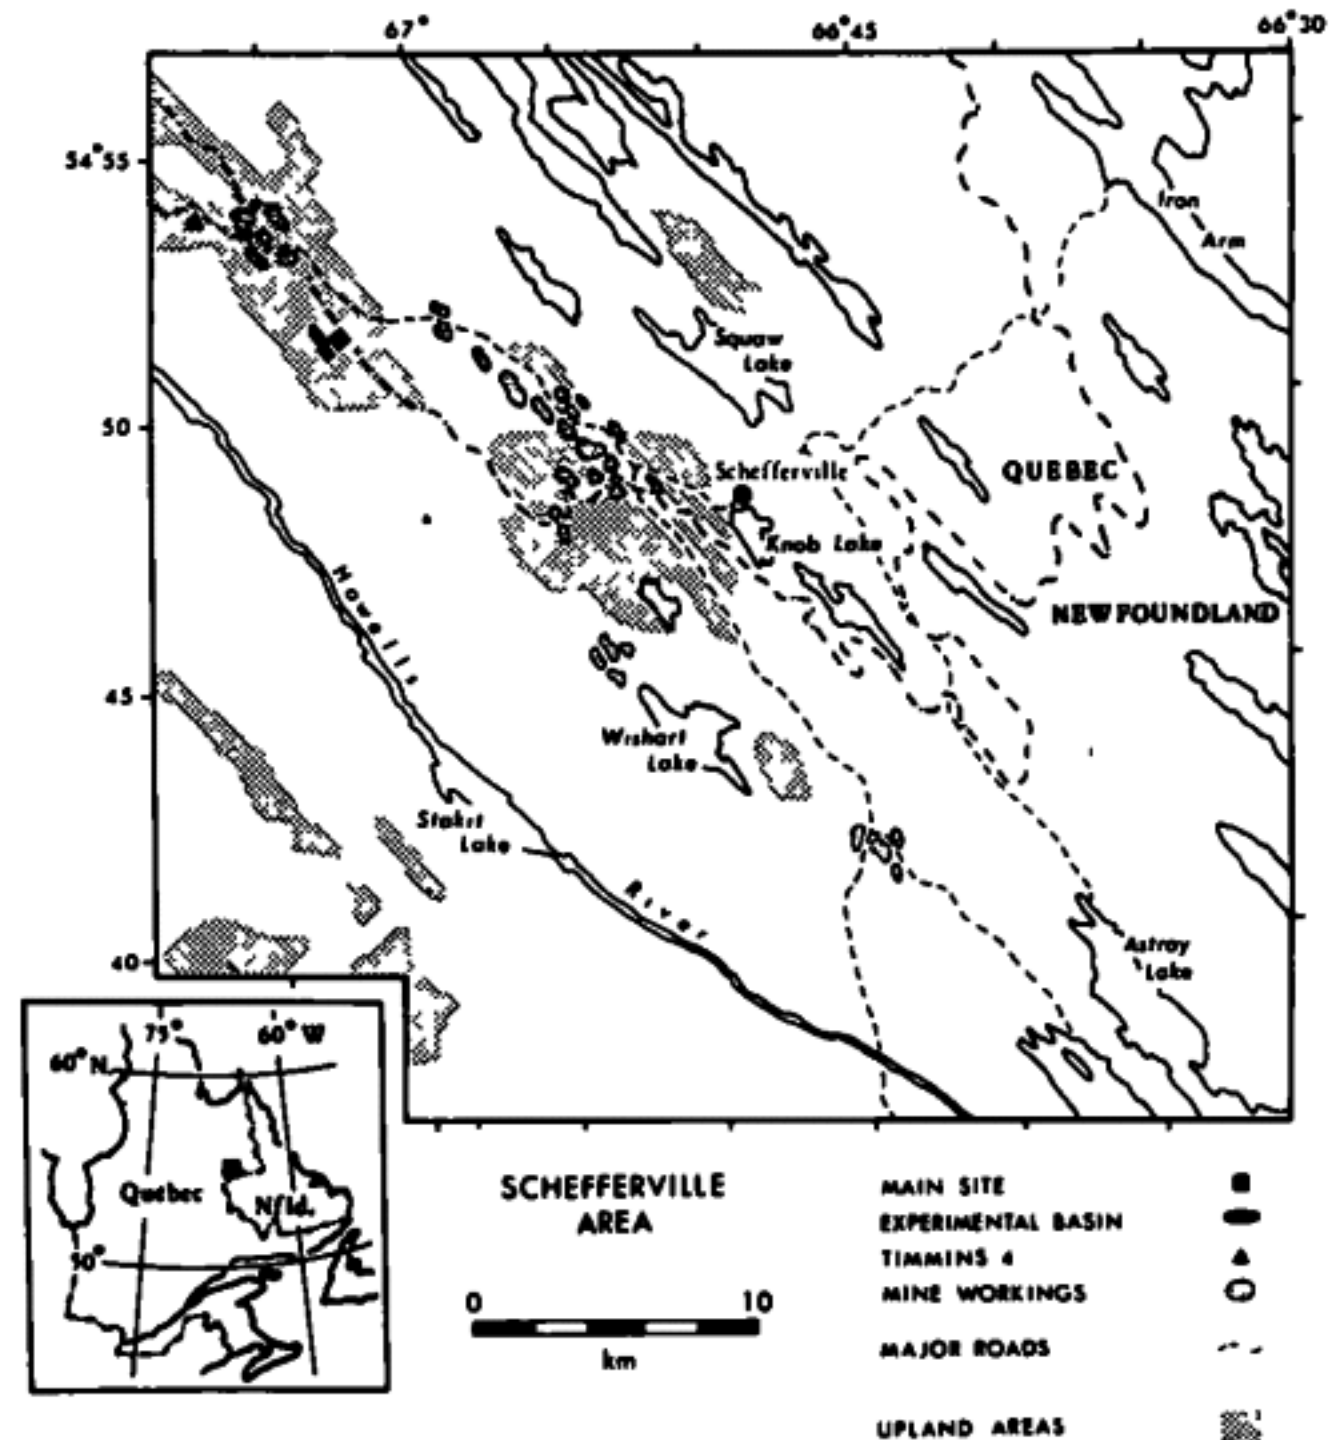 67°
66°45
66°30
54°55
Iron
Arm
Squaw
Lake
50
Schefferville
QUEBEC
Knob Lake
NEWFOUNDLAND
Howells
45
Wishart
Lake
Stakit
Lake
River
40
Astray
Lake
75°
60° W
60° N
Quebec
Nfld.
50°
SCHEFFERVILLE
AREA
0
10
km
MAIN SITE
EXPERIMENTAL BASIN
TIMMINS 4
MINE WORKINGS
MAJOR ROADS
UPLAND AREAS